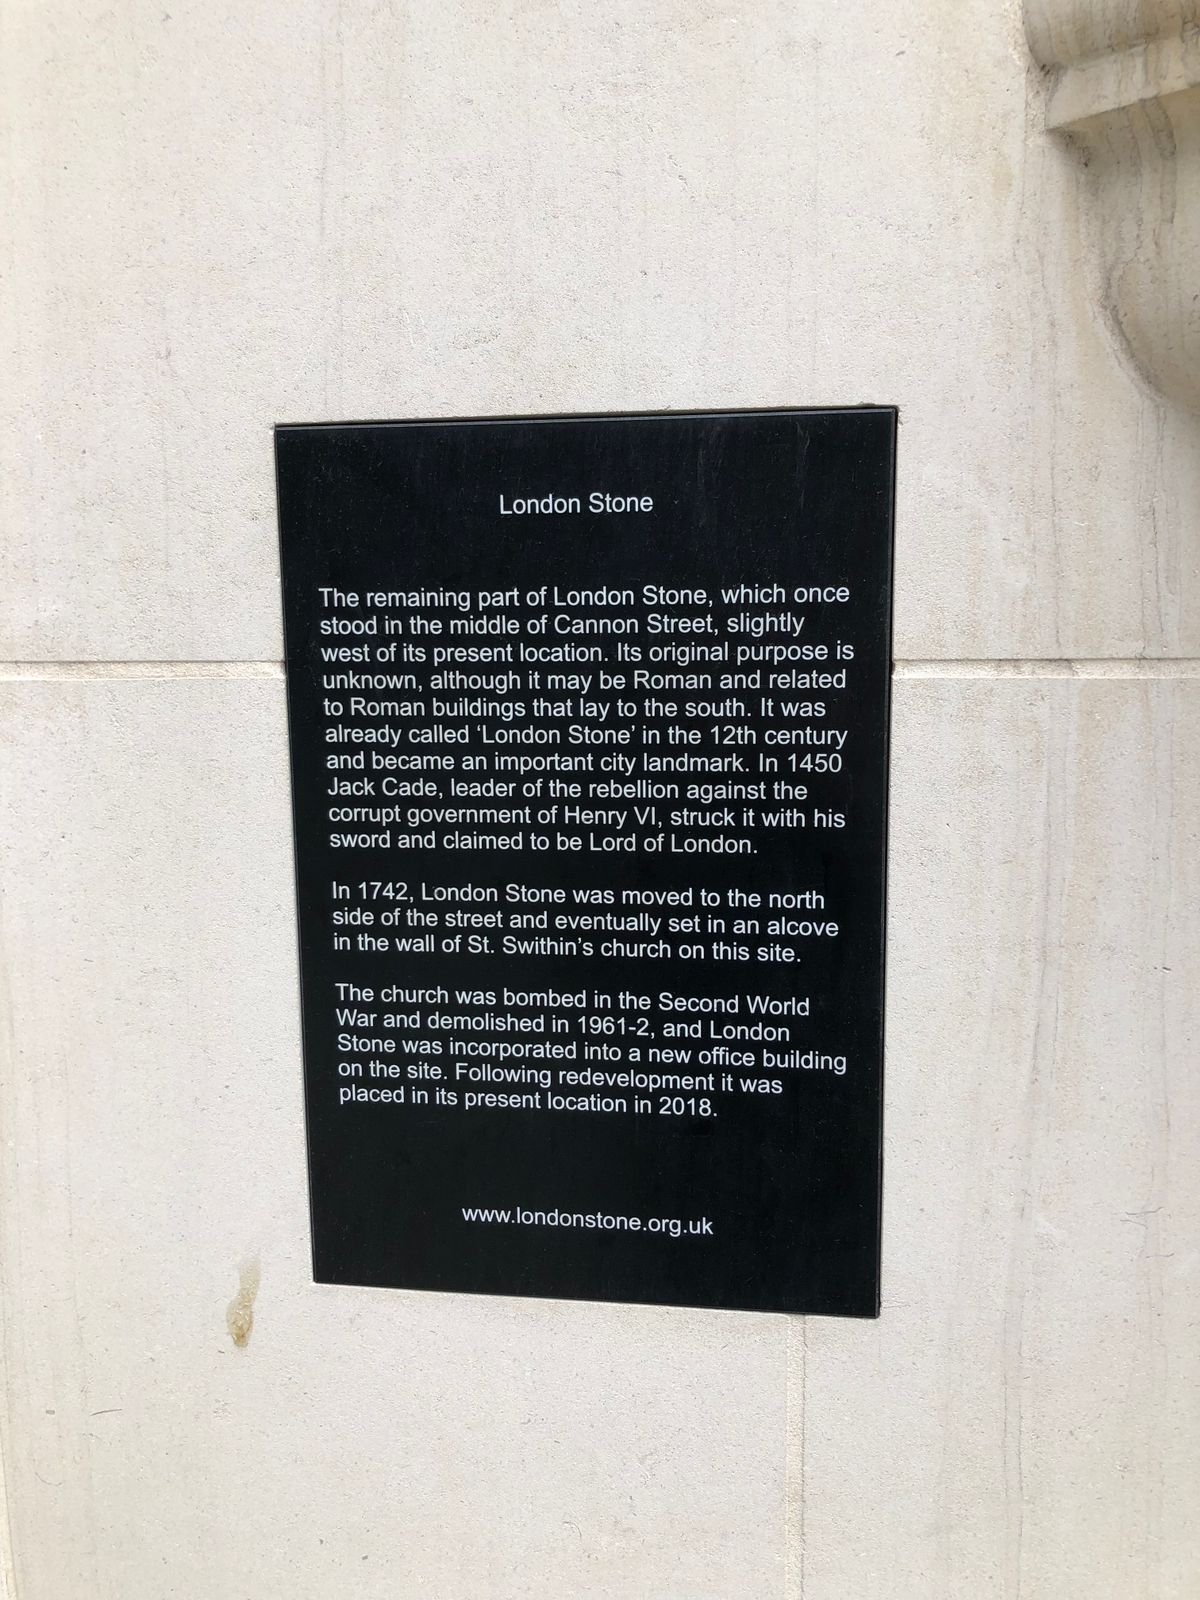 London Stone
The remaining part of London Stone, which once
stood in the middle of Cannon Street, slightly
west of its present location. Its original purpose is
unknown, although it may be Roman and related
to Roman buildings that lay to the south. It was
already called ‘London Stone’ in the 12th century
and became an important city landmark. In 1450
Jack Cade, leader of the rebellion against the
corrupt government of Henry VI, struck it with his
sword and claimed to be Lord of London.
In 1742, London Stone was moved to the north
side of the street and eventually set in an alcove
in the wall of St. Swithin’s church on this site.
The church was bombed in the Second World
War and demolished in 1961-2, and London
Stone was incorporated into a new office building
on the site. Following redevelopment it was
placed in its present location in 2018.
www.londonstone.org.uk